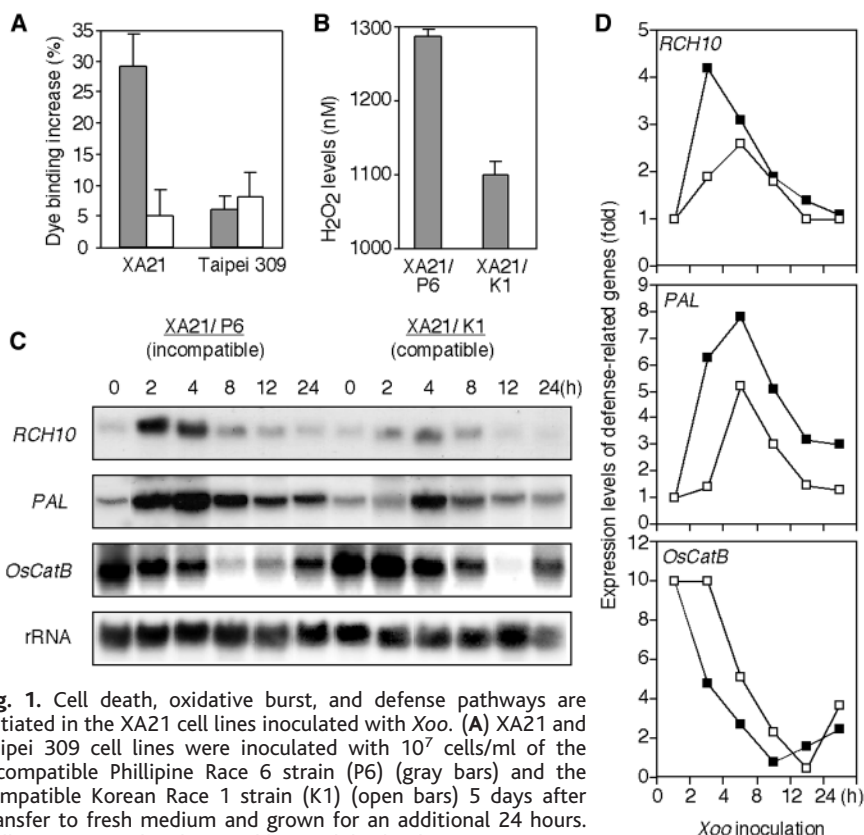 A
Dye binding increase (%)
35
30
25
20
15
10
5
0
XA21 Taipei 309
B
H₂O₂ levels (nM)
1300
1200
1100
1000
XA21/ P6
XA21/ K1
C
XA21/ P6 (incompatible)
XA21/ K1 (compatible)
0 2 4 8 12 24 0 2 4 8 12 24(h)
RCH10
PAL
OsCatB
rRNA
D
Expression levels of defense-related genes (fold)
RCH10
5
4
3
2
1
0
PAL
9
8
7
6
5
4
3
2
1
0
OsCatB
12
10
8
6
4
2
0
0 2 4 8 12 24 (h)
Xoo inoculation
g. 1. Cell death, oxidative burst, and defense pathways are
tiated in the XA21 cell lines inoculated with Xoo. (A) XA21 and
ipei 309 cell lines were inoculated with 10⁷ cells/ml of the
compatible Phillipine Race 6 strain (P6) (gray bars) and the
mpatible Korean Race 1 strain (K1) (open bars) 5 days after
ansfer to fresh medium and grown for an additional 24 hours.